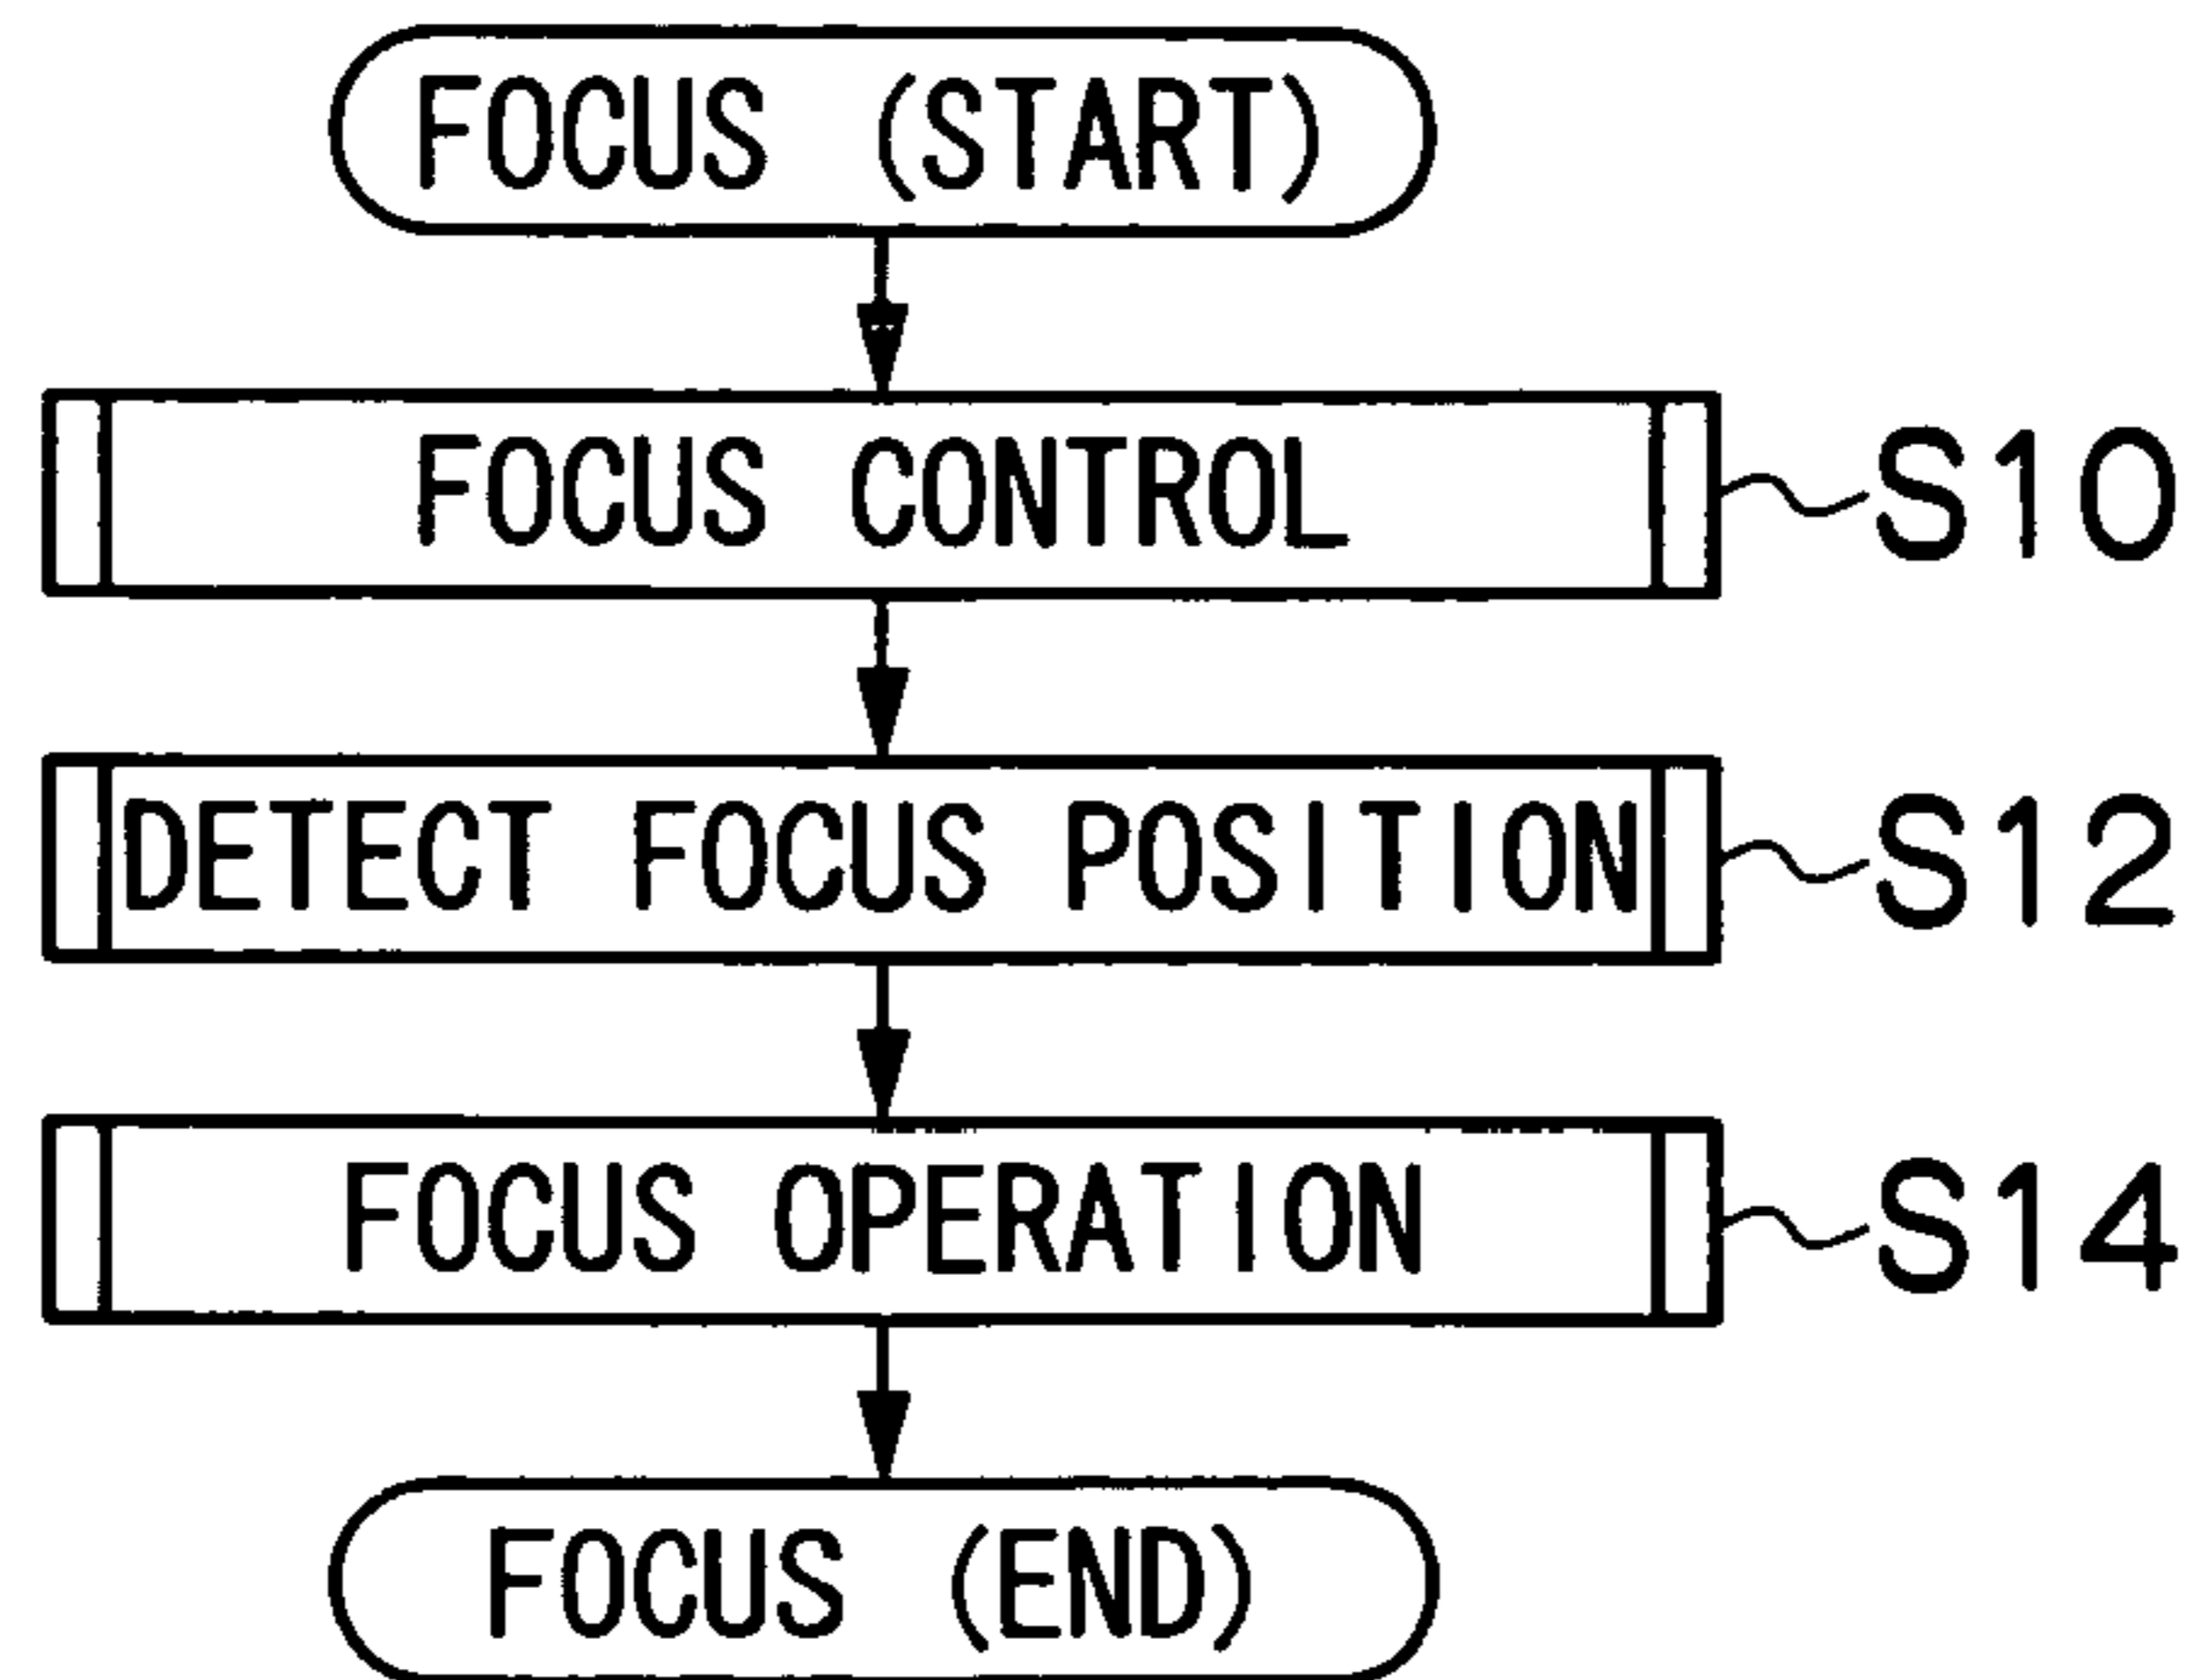 FOCUS (START)
FOCUS CONTROL
S10
DETECT FOCUS POSITION
S12
FOCUS OPERATION
S14
FOCUS (END)